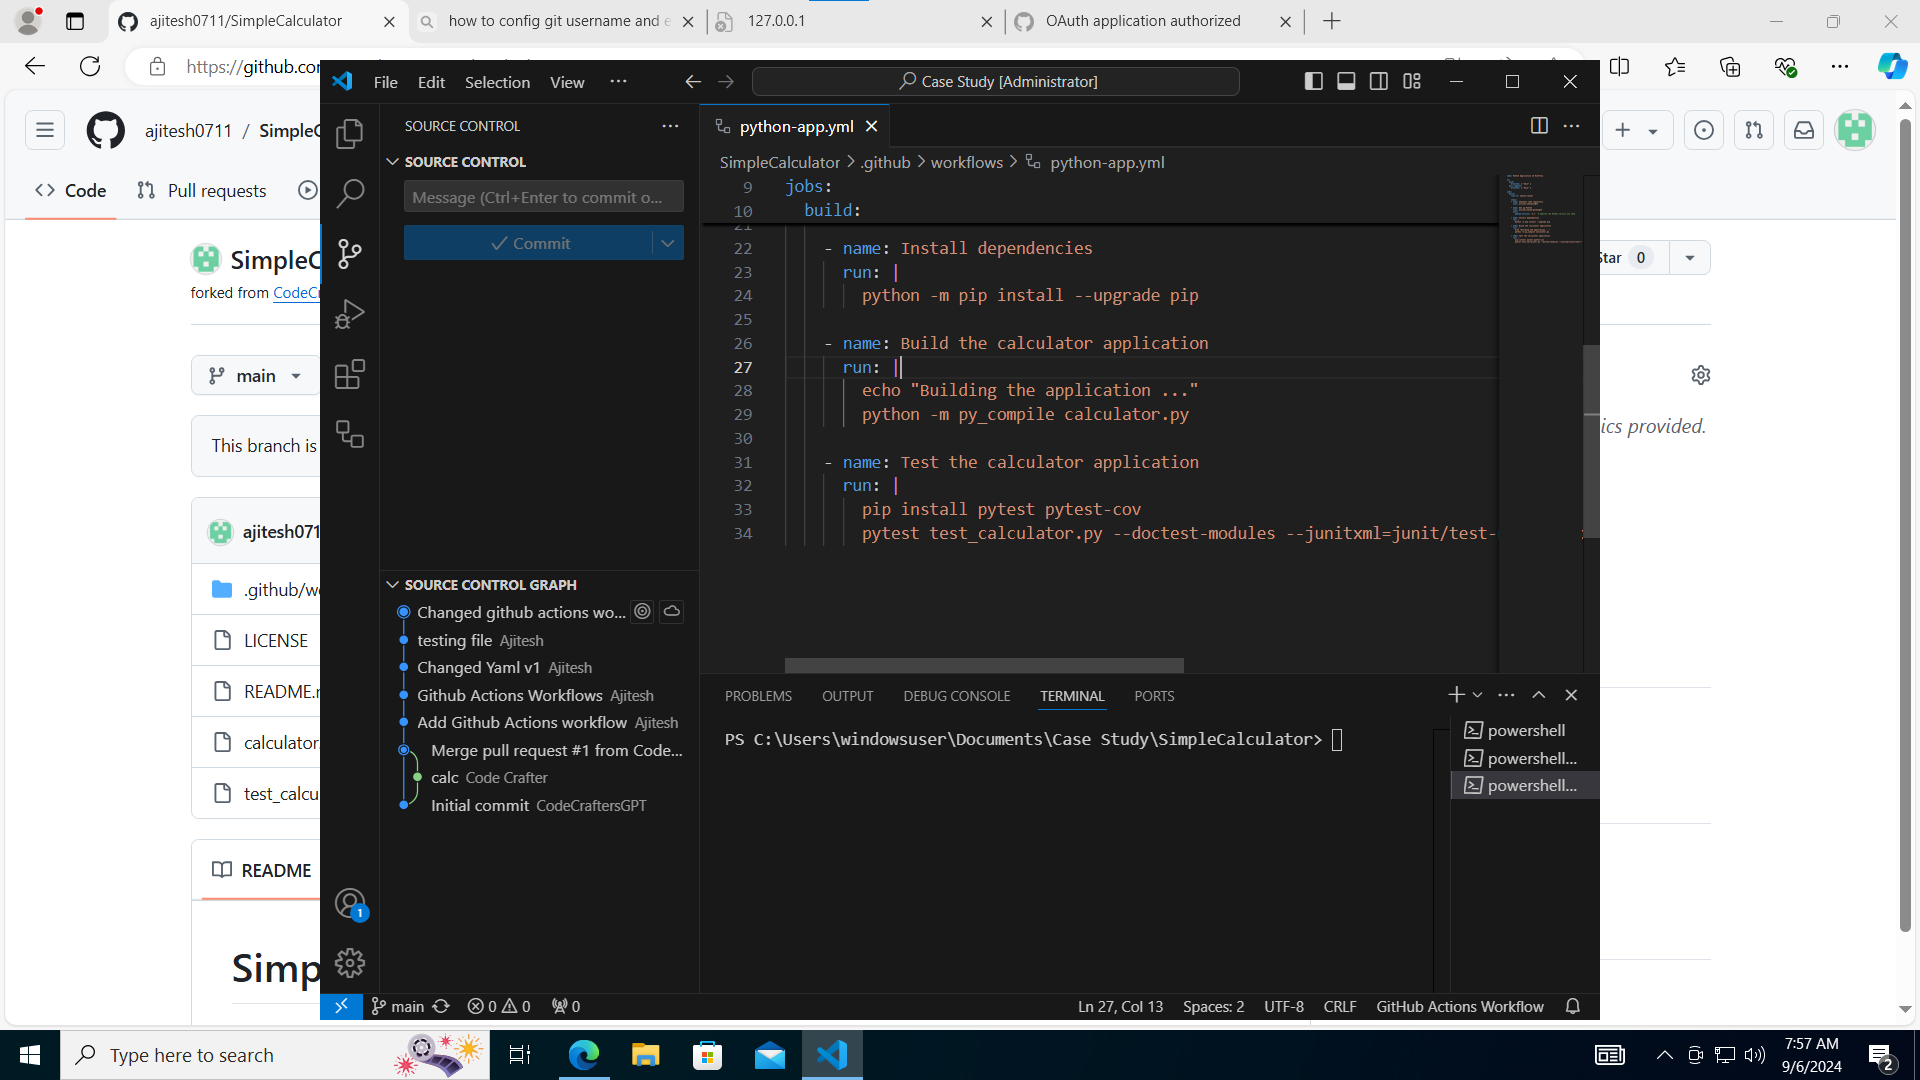 ajitesh0711/SimpleCalculator
how to config git username and e
127.0.0.1
OAuth application authorized
https://github.co
File Edit Selection View ···
Case Study [Administrator]
ajitesh0711 / SimpleC
SOURCE CONTROL
python-app.yml
SOURCE CONTROL
SimpleCalculator > .github > workflows > python-app.yml
Code
Pull requests
Message (Ctrl+Enter to commit o...
Commit
9 jobs:
10 build:
21
22 - name: Install dependencies
23 run: |
24 python -m pip install --upgrade pip
25
26 - name: Build the calculator application
27 run: |
28 echo "Building the application ..."
29 python -m py_compile calculator.py
30
31 - name: Test the calculator application
32 run: |
33 pip install pytest pytest-cov
34 pytest test_calculator.py --doctest-modules --junitxml=junit/test-
SimpleC
forked from CodeCr
Star 0
main
ics provided.
This branch is
ajitesh071
.github/wo
LICENSE
README.r
calculator.
test_calcu
README
Simp
SOURCE CONTROL GRAPH
Changed github actions wo...
testing file Ajitesh
Changed Yaml v1 Ajitesh
Github Actions Workflows Ajitesh
Add Github Actions workflow Ajitesh
Merge pull request #1 from Code...
calc Code Crafter
Initial commit CodeCraftersGPT
PROBLEMS OUTPUT DEBUG CONSOLE TERMINAL PORTS
PS C:\Users\windowsuser\Documents\Case Study\SimpleCalculator>
powershell
powershell...
powershell...
1
main 0 0 0
Ln 27, Col 13 Spaces: 2 UTF-8 CRLF GitHub Actions Workflow
Type here to search
7:57 AM
9/6/2024
2